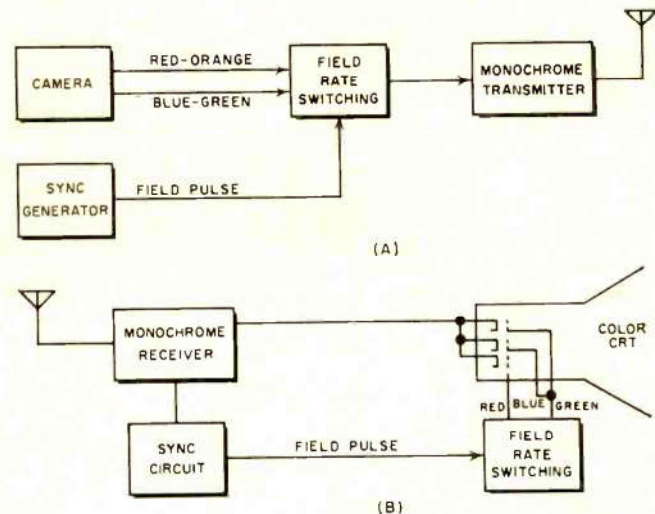 CAMERA
RED-ORANGE
BLUE-GREEN
FIELD
RATE
SWITCHING
MONOCHROME
TRANSMITTER
SYNC
GENERATOR
FIELD PULSE
(A)
MONOCHROME
RECEIVER
COLOR
CRT
RED BLUE GREEN
SYNC
CIRCUIT
FIELD PULSE
FIELD
RATE
SWITCHING
(B)